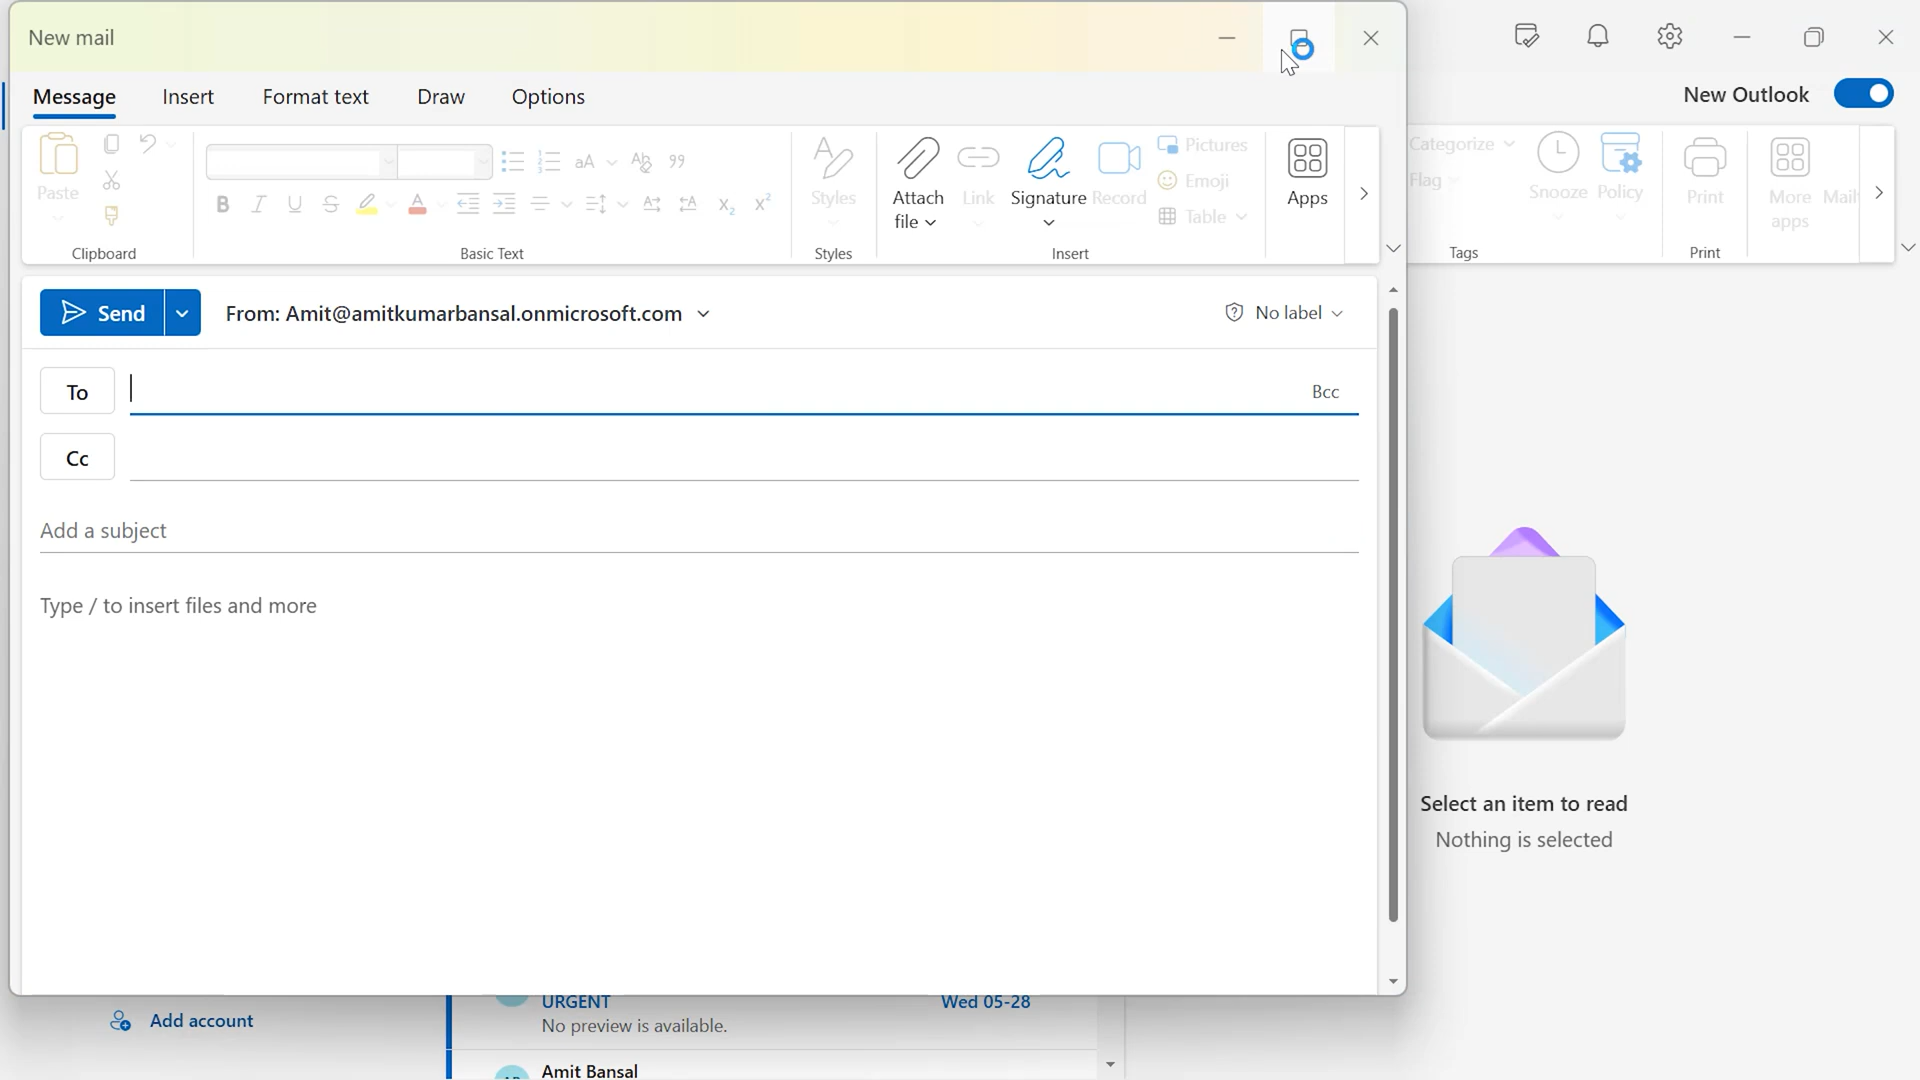 New mail
New Outlook
Message Insert Format text Draw Options
Paste
Clipboard
Basic Text
Styles
Styles
Attach file
Link
Signature
Record
Pictures
Emoji
Table
Insert
Apps
Categorize
Flag
Tags
Snooze
Policy
Print
Print
More apps
Mail
Send
From: Amit@amitkumarbansal.onmicrosoft.com
No label
To
Bcc
Cc
Add a subject
Type / to insert files and more
Select an item to read
Nothing is selected
Add account
URGENT Wed 05-28
No preview is available.
Amit Bansal